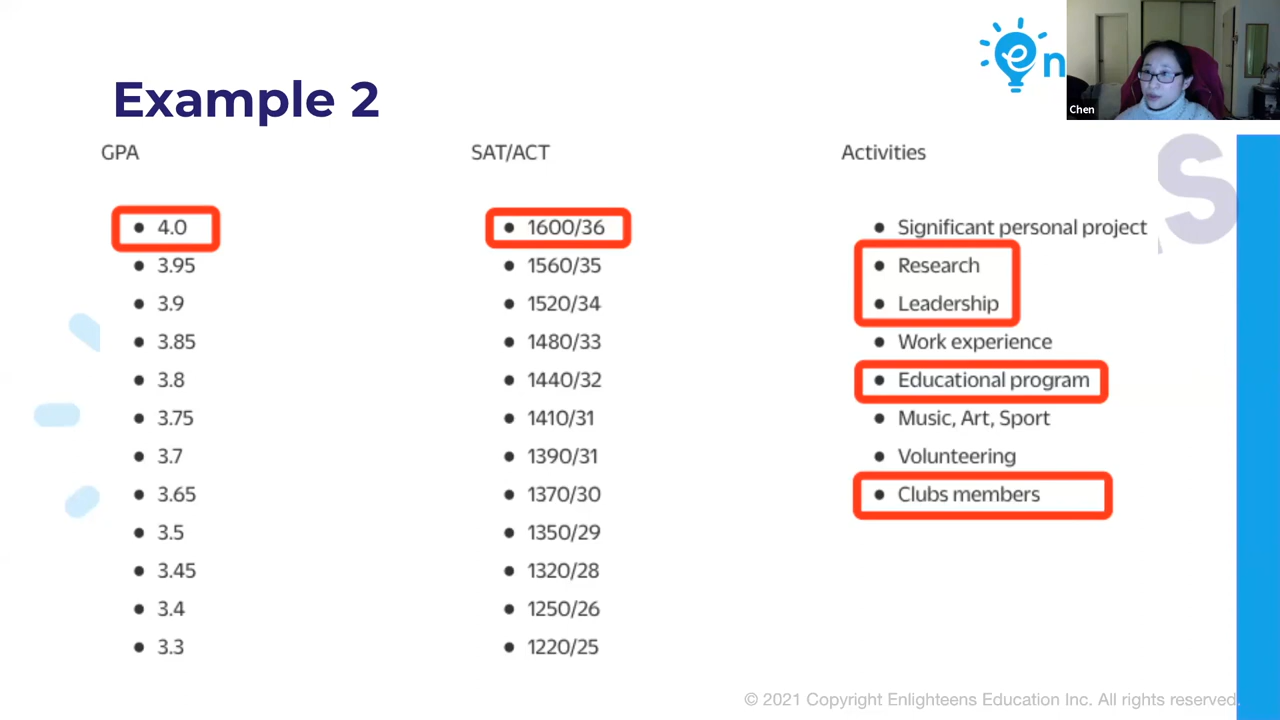 en
Chen
Example 2
GPA
SAT/ACT
Activities
S
4.0
3.95
3.9
3.85
3.8
3.75
3.7
3.65
3.5
3.45
3.4
3.3
1600/36
1560/35
1520/34
1480/33
1440/32
1410/31
1390/31
1370/30
1350/29
1320/28
1250/26
1220/25
Significant personal project
Research
Leadership
Work experience
Educational program
Music, Art, Sport
Volunteering
Clubs members
© 2021 Copyright Enlighteens Education Inc. All rights reserved.